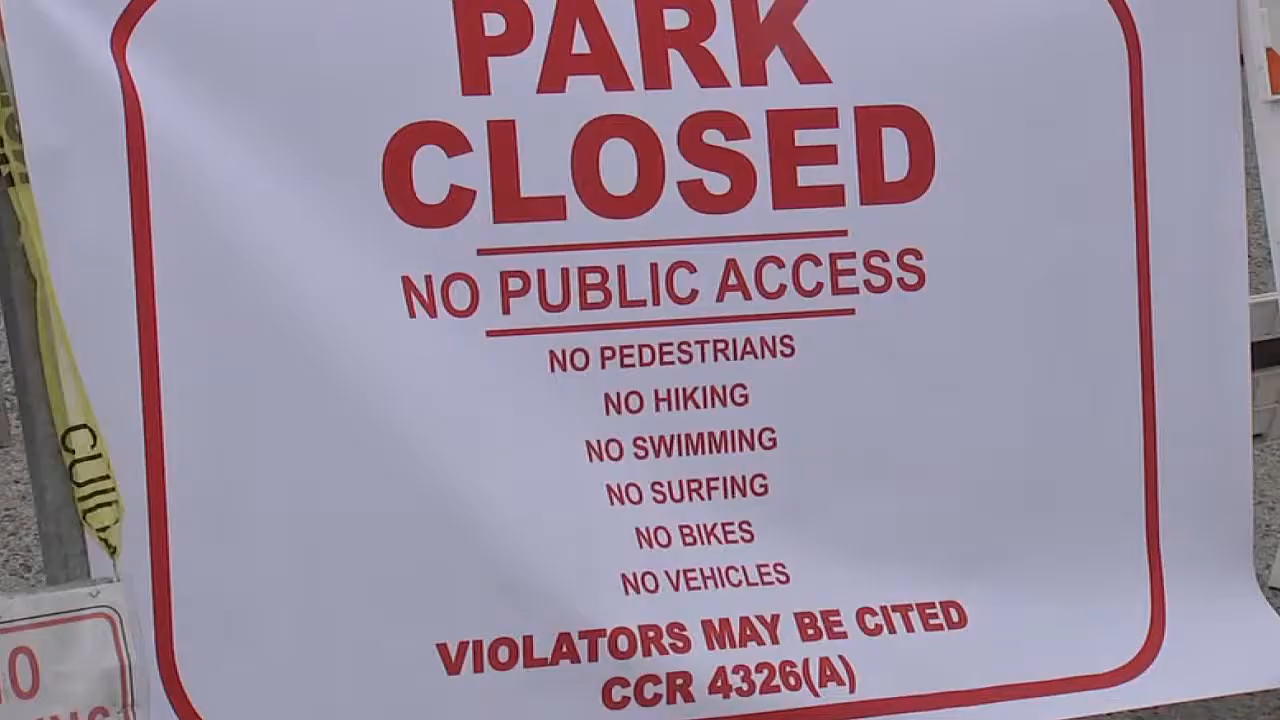 PARK
CLOSED
NO PUBLIC ACCESS
NO PEDESTRIANS
NO HIKING
NO SWIMMING
NO SURFING
NO BIKES
NO VEHICLES
VIOLATORS MAY BE CITED
CCR 4326(A)